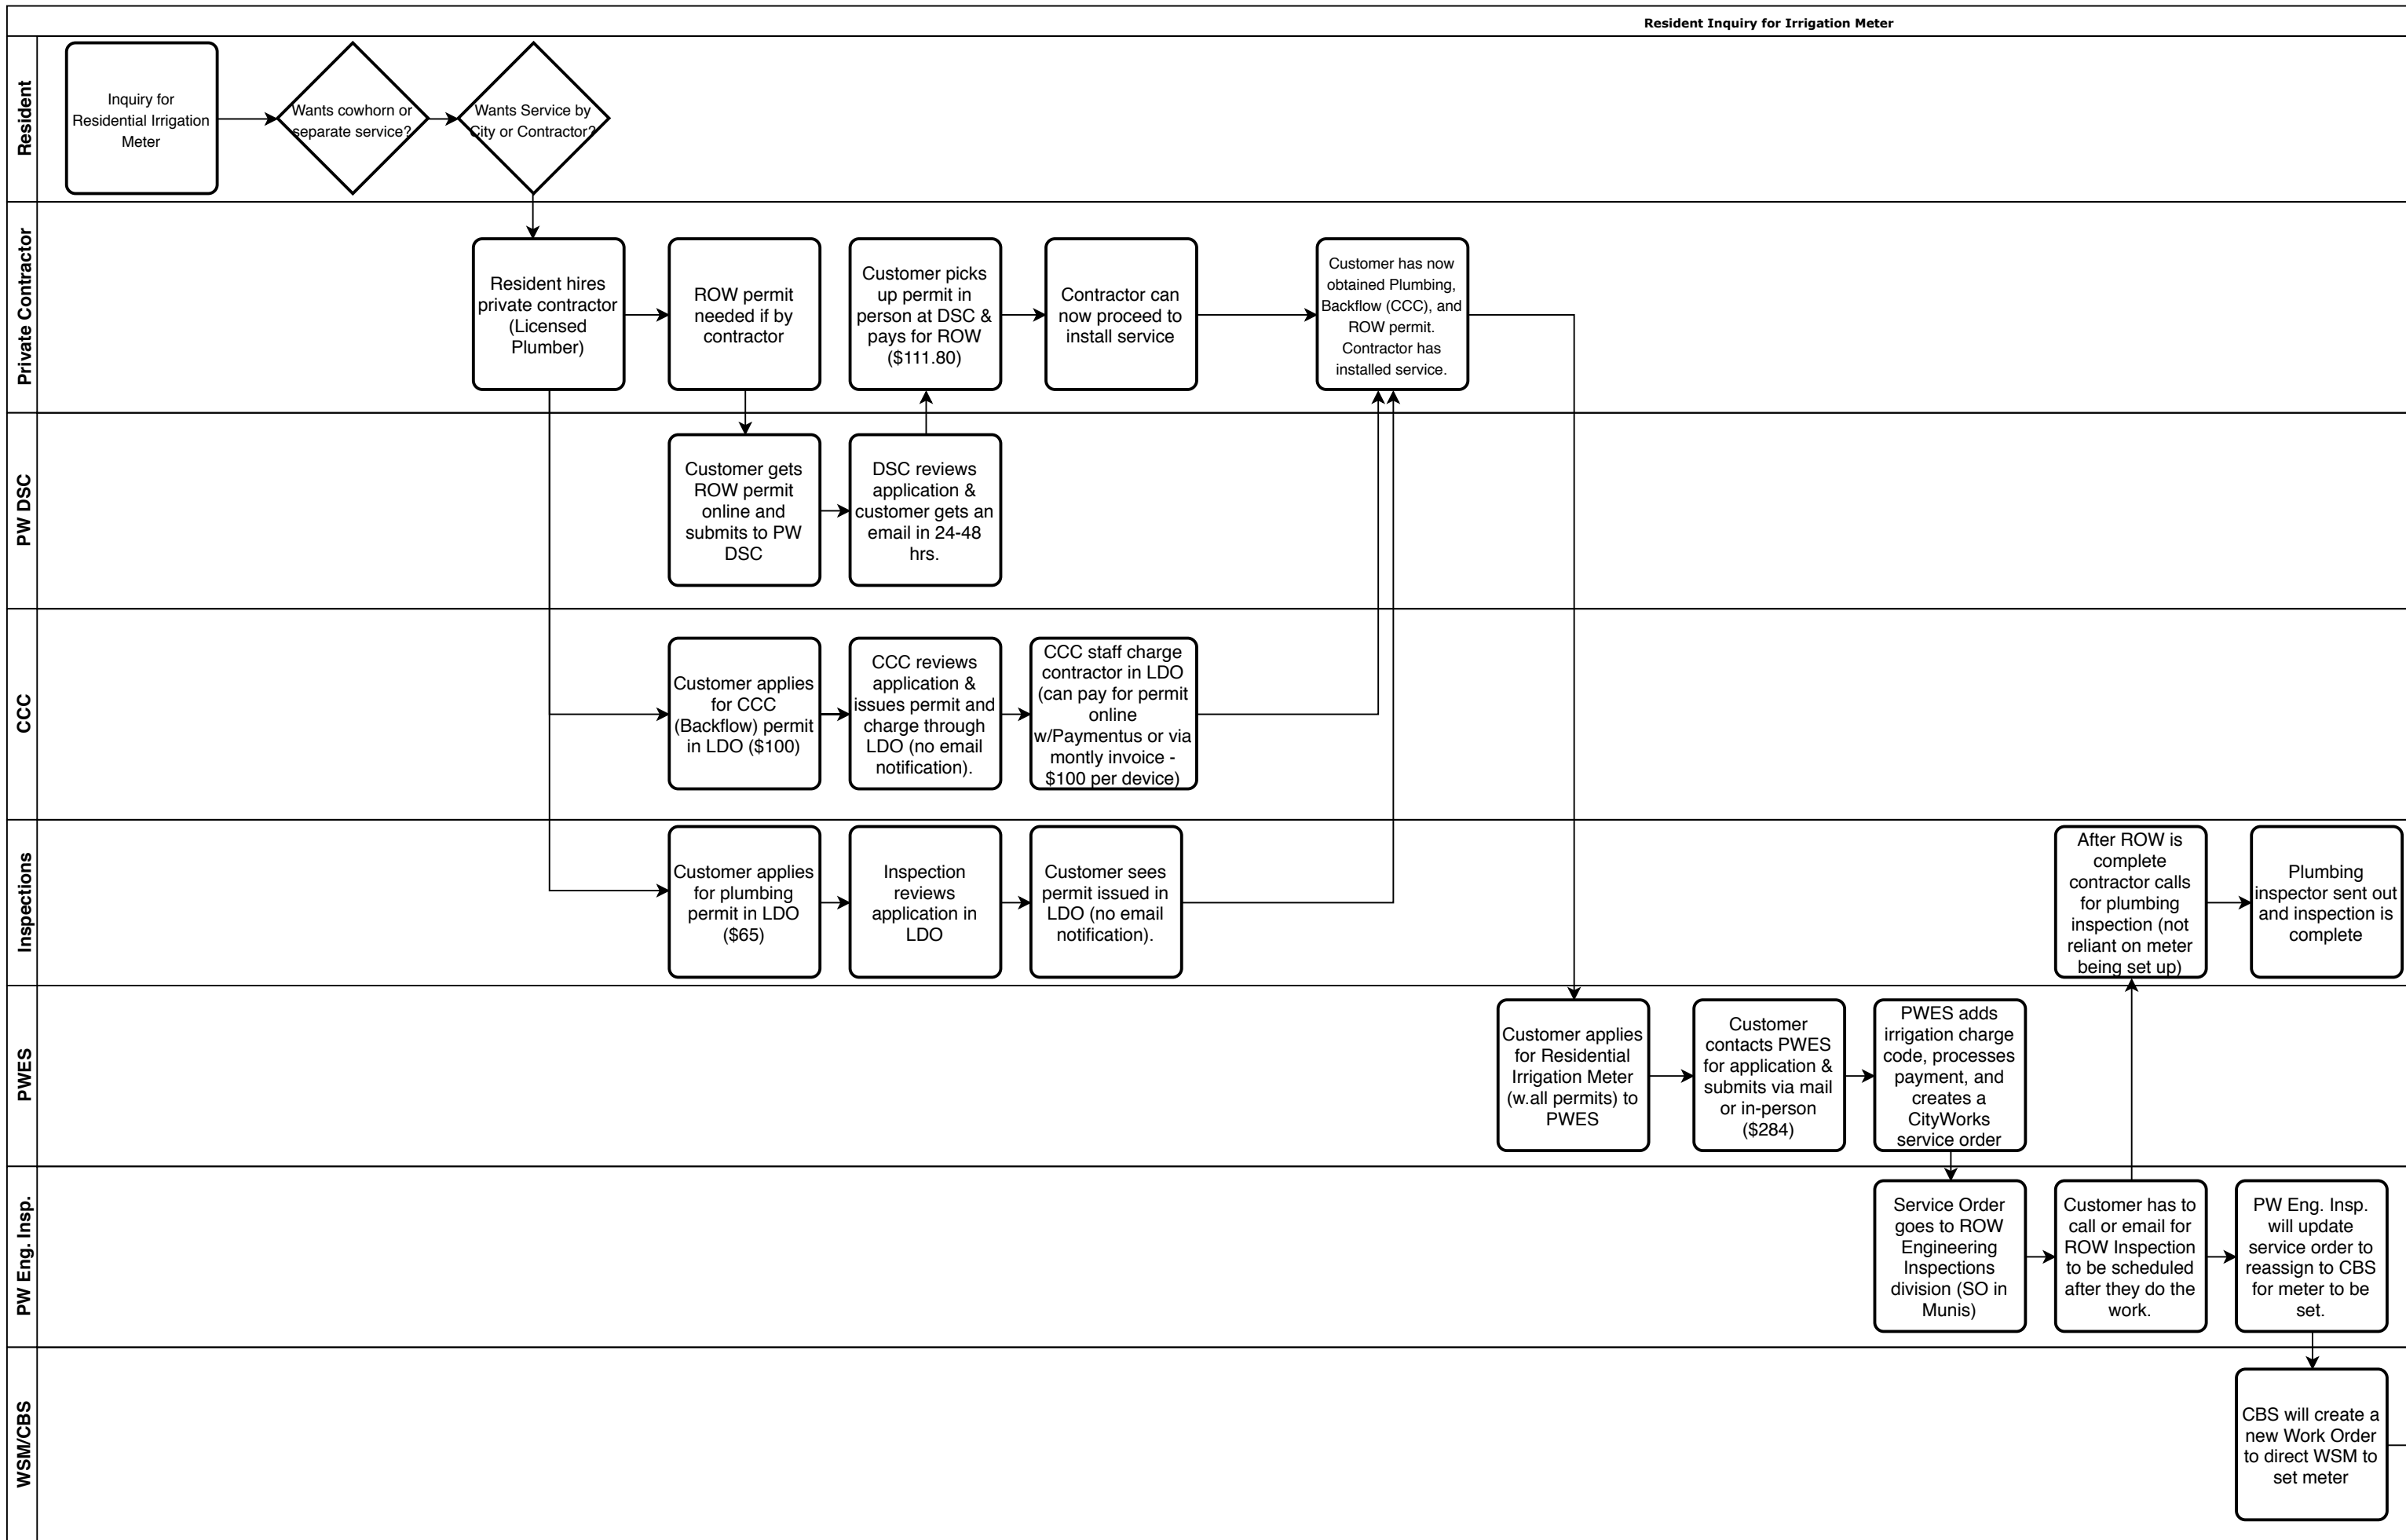 Resident Inquiry for Irrigation Meter
Resident
Inquiry for
Residential Irrigation
Meter
Wants cowhorn or
separate service?
Wants Service by
City or Contractor?
Private Contractor
Resident hires
private contractor
(Licensed
Plumber)
ROW permit
needed if by
contractor
Customer picks
up permit in
person at DSC &
pays for ROW
($111.80)
Contractor can
now proceed to
install service
Customer has now
obtained Plumbing,
Backflow (CCC), and
ROW permit.
Contractor has
installed service.
PW DSC
Customer gets
ROW permit
online and
submits to PW
DSC
DSC reviews
application &
customer gets an
email in 24-48
hrs.
CCC
Customer applies
for CCC
(Backflow) permit
in LDO ($100)
CCC reviews
application &
issues permit and
charge through
LDO (no email
notification).
CCC staff charge
contractor in LDO
(can pay for permit
online
w/Paymentus or via
montly invoice -
$100 per device)
Inspections
Customer applies
for plumbing
permit in LDO
($65)
Inspection
reviews
application in
LDO
Customer sees
permit issued in
LDO (no email
notification).
After ROW is
complete
contractor calls
for plumbing
inspection (not
reliant on meter
being set up)
Plumbing
inspector sent out
and inspection is
complete
PWES
Customer applies
for Residential
Irrigation Meter
(w.all permits) to
PWES
Customer
contacts PWES
for application &
submits via mail
or in-person
($284)
PWES adds
irrigation charge
code, processes
payment, and
creates a
CityWorks
service order
PW Eng. Insp.
Service Order
goes to ROW
Engineering
Inspections
division (SO in
Munis)
Customer has to
call or email for
ROW Inspection
to be scheduled
after they do the
work.
PW Eng. Insp.
will update
service order to
reassign to CBS
for meter to be
set.
WSM/CBS
CBS will create a
new Work Order
to direct WSM to
set meter